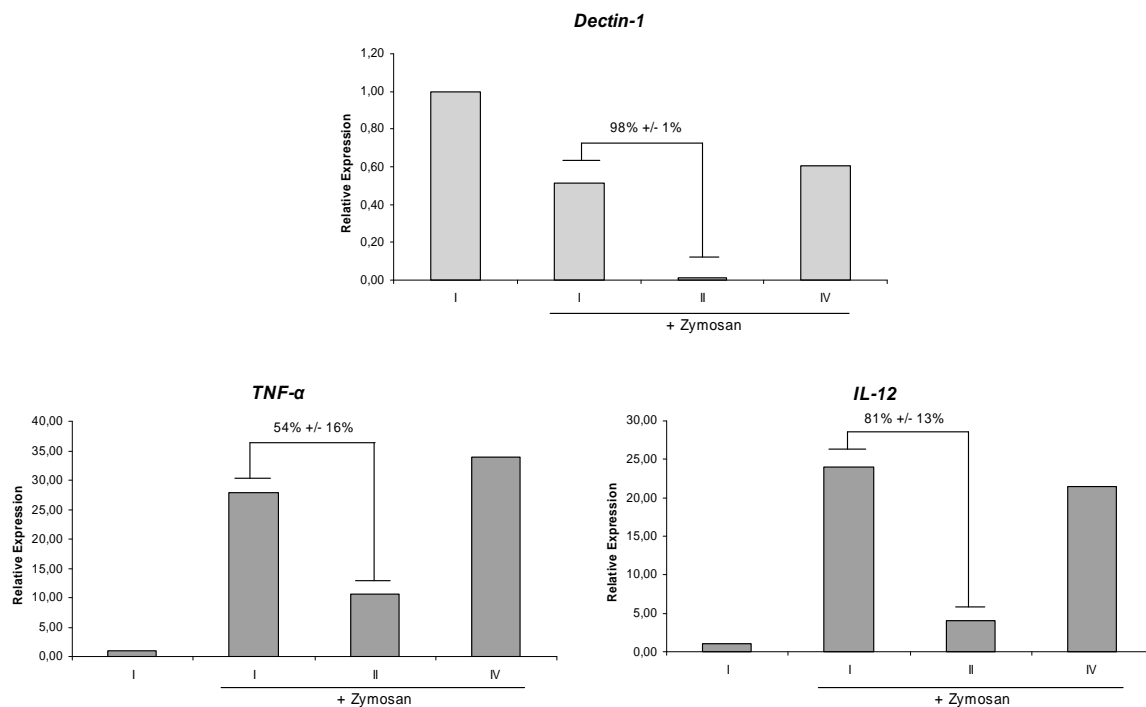 Dectin-1
Relative Expression
1,20
1,00
0,80
0,60
0,40
0,20
0,00
98% +/- 1%
I
I
II
IV
+ Zymosan
TNF-α
Relative Expression
40,00
35,00
30,00
25,00
20,00
15,00
10,00
5,00
0,00
54% +/- 16%
I
I
II
IV
+ Zymosan
IL-12
Relative Expression
30,00
25,00
20,00
15,00
10,00
5,00
0,00
81% +/- 13%
I
I
II
IV
+ Zymosan